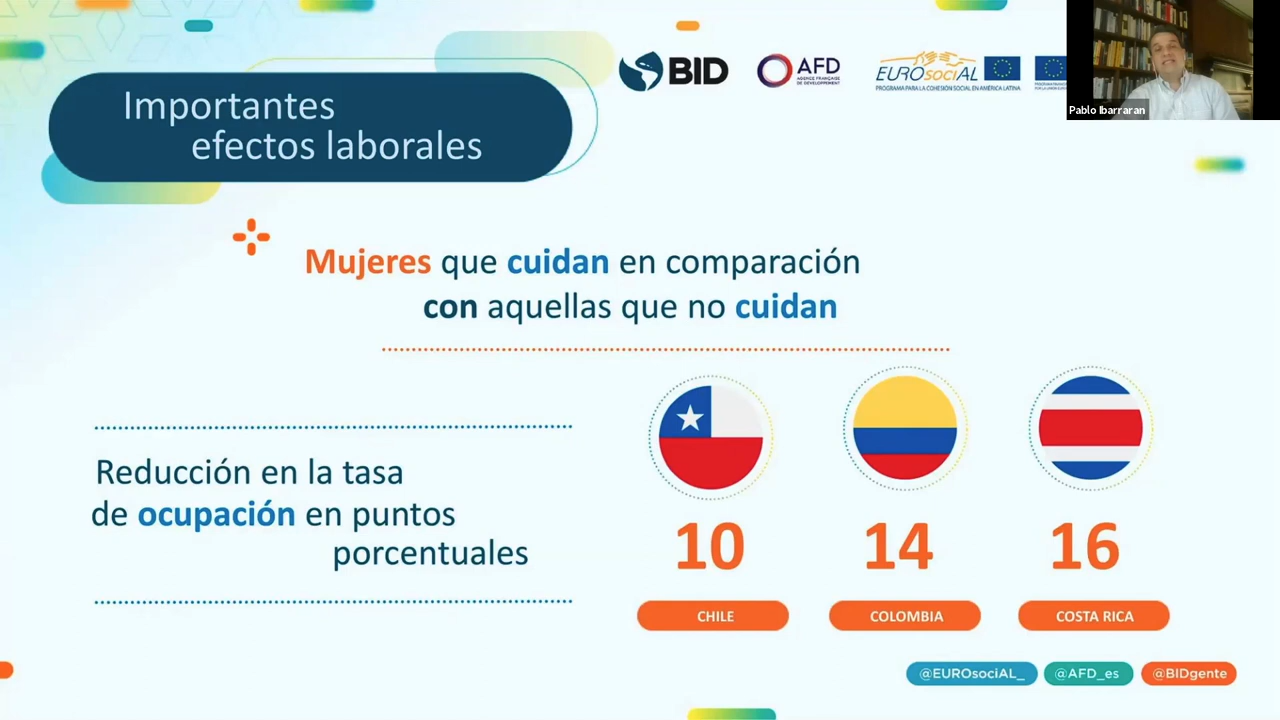 Importantes
efectos laborales
BID
AFD
AGENCE FRANÇAISE
DE DÉVELOPPEMENT
EUROsociAL
PROGRAMA PARA LA COHESIÓN SOCIAL EN AMÉRICA LATINA
Pablo Ibarraran
Mujeres que cuidan en comparación
con aquellas que no cuidan
Reducción en la tasa
de ocupación en puntos
porcentuales
10
14
16
CHILE
COLOMBIA
COSTA RICA
@EUROsociAL_
@AFD_es
@BIDgente